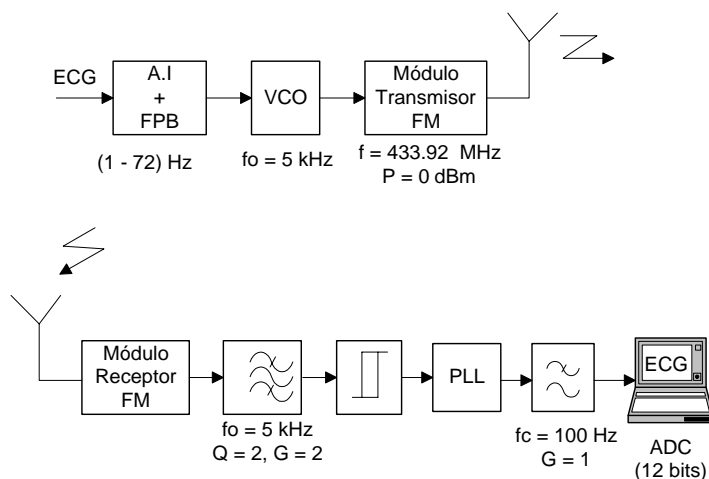 ECG
A.I
+
FPB
(1 - 72) Hz
VCO
fo = 5 kHz
Módulo
Transmisor
FM
f = 433.92 MHz
P = 0 dBm
Módulo
Receptor
FM
fo = 5 kHz
Q = 2, G = 2
PLL
fc = 100 Hz
G = 1
ECG
ADC
(12 bits)